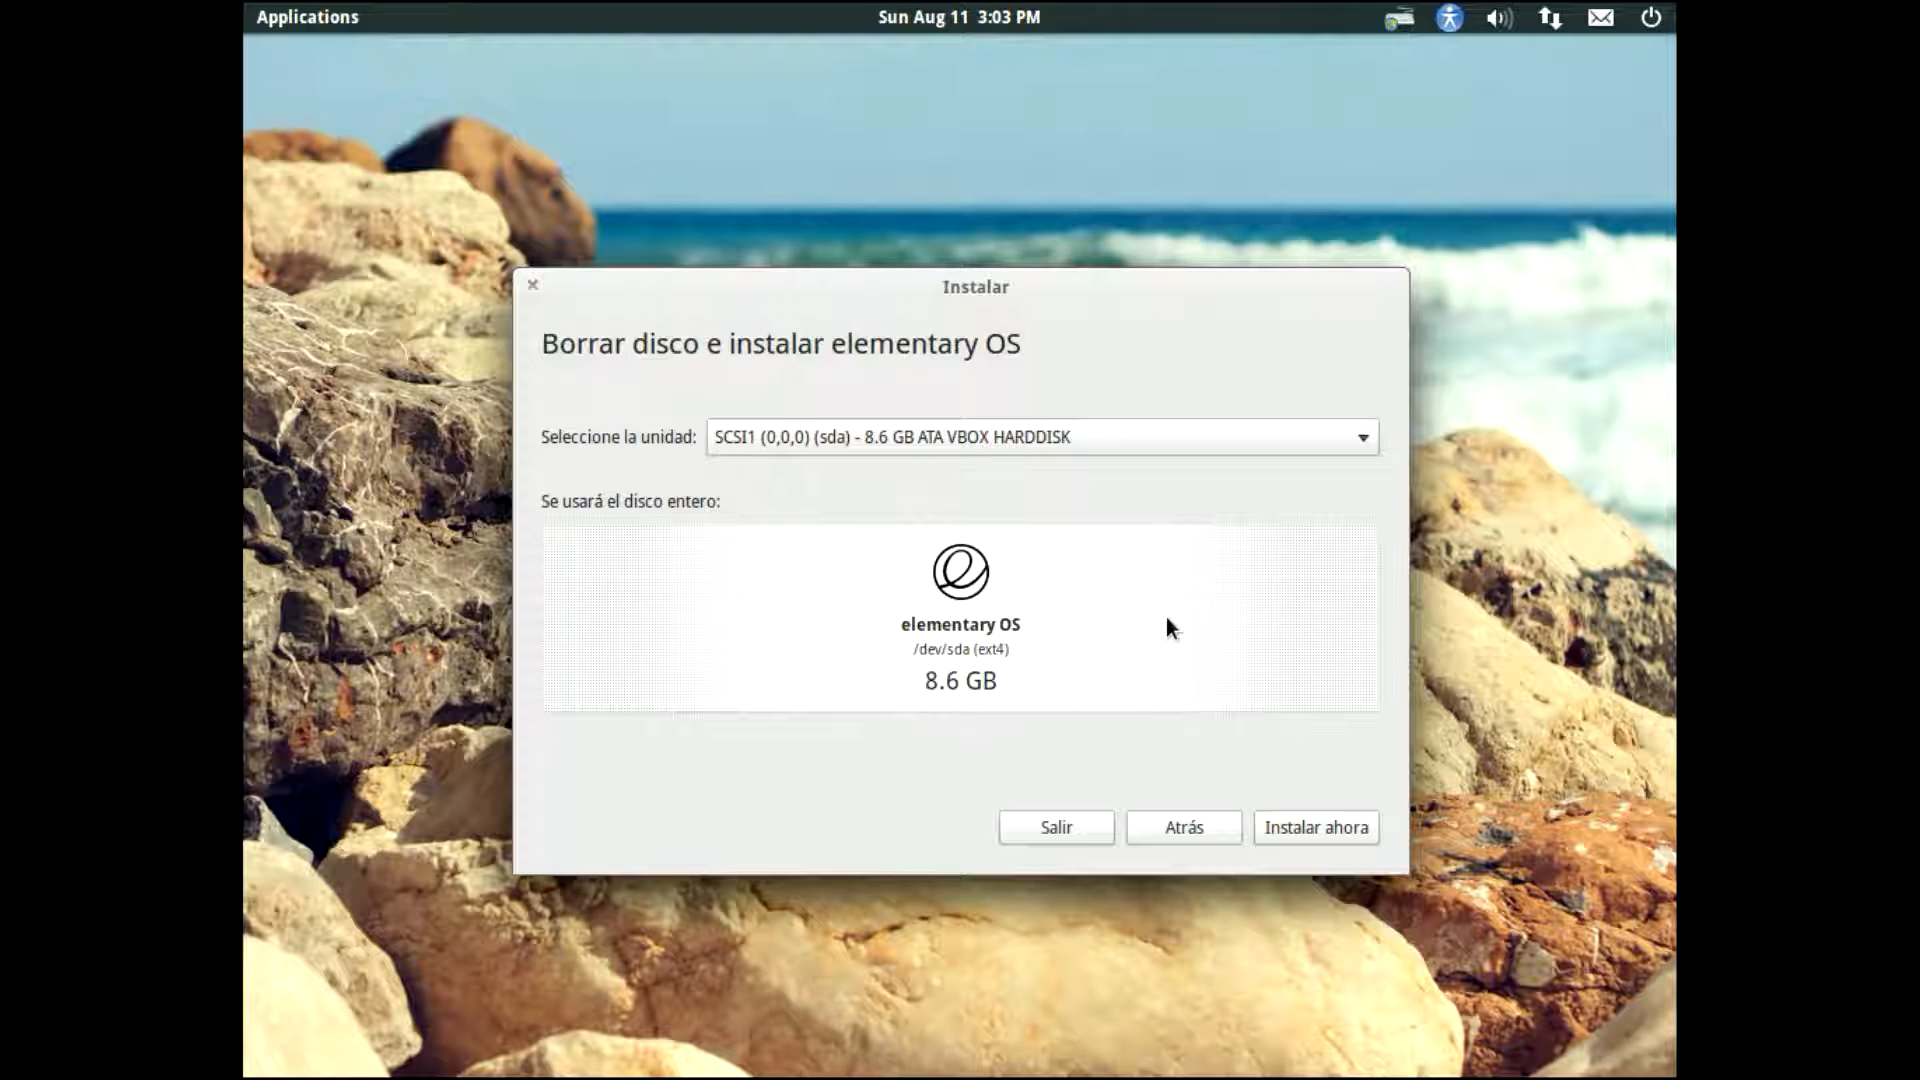 Applications
Sun Aug 11 3:03 PM
Instalar
Borrar disco e instalar elementary OS
Seleccione la unidad: SCSI1 (0,0,0) (sda) - 8.6 GB ATA VBOX HARDDISK
Se usará el disco entero:
elementary OS
/dev/sda (ext4)
8.6 GB
Salir Atrás Instalar ahora